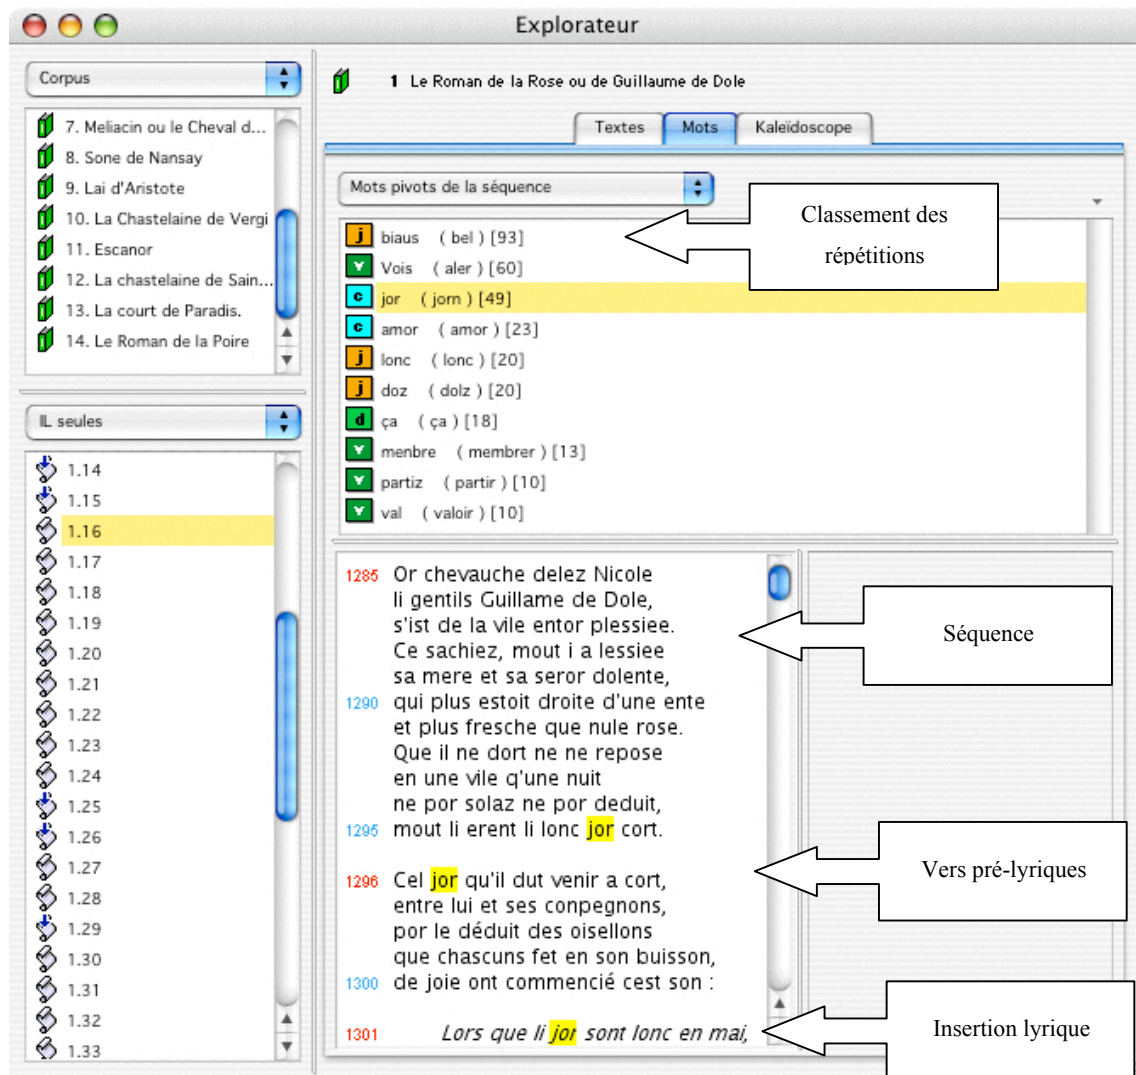 Explorateur
Corpus
7. Meliacin ou le Cheval d...
8. Sone de Nansay
9. Lai d'Aristote
10. La Chastelaine de Vergi
11. Escanor
12. La chastelaine de Sain...
13. La court de Paradis.
14. Le Roman de la Poire
IL seules
1.14
1.15
1.16
1.17
1.18
1.19
1.20
1.21
1.22
1.23
1.24
1.25
1.26
1.27
1.28
1.29
1.30
1.31
1.32
1.33
1 Le Roman de la Rose ou de Guillaume de Dole
Textes Mots Kaleïdoscope
Mots pivots de la séquence
j biaus ( bel ) [93]
v Vois ( aler ) [60]
c jor ( jorn ) [49]
c amor ( amor ) [23]
j lonc ( lonc ) [20]
j doz ( dolz ) [20]
d ça ( ça ) [18]
v menbre ( membrer ) [13]
v partiz ( partir ) [10]
v val ( valoir ) [10]
Classement des
répétitions
1285 Or chevauche delez Nicole
li gentils Guillame de Dole,
s'ist de la vile entor plessiee.
Ce sachiez, mout i a lessiee
sa mere et sa seror dolente,
1290 qui plus estoit droite d'une ente
et plus fresche que nule rose.
Que il ne dort ne ne repose
en une vile q'une nuit
ne por solaz ne por deduit,
1295 mout li erent li lonc jor cort.
1296 Cel jor qu'il dut venir a cort,
entre lui et ses conpegnons,
por le déduit des oisellons
que chascuns fet en son buisson,
1300 de joie ont commencié cest son :
1301 Lors que li jor sont lonc en mai,
Séquence
Vers pré-lyriques
Insertion lyrique